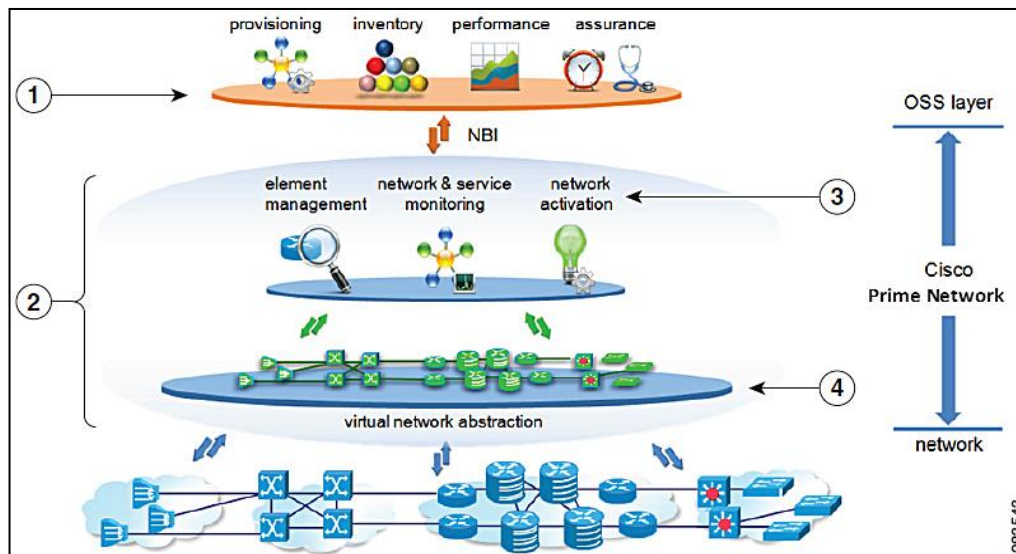 provisioning inventory performance assurance
1
OSS layer
NBI
element management
network & service monitoring
network activation
3
2
Cisco Prime Network
4
virtual network abstraction
network